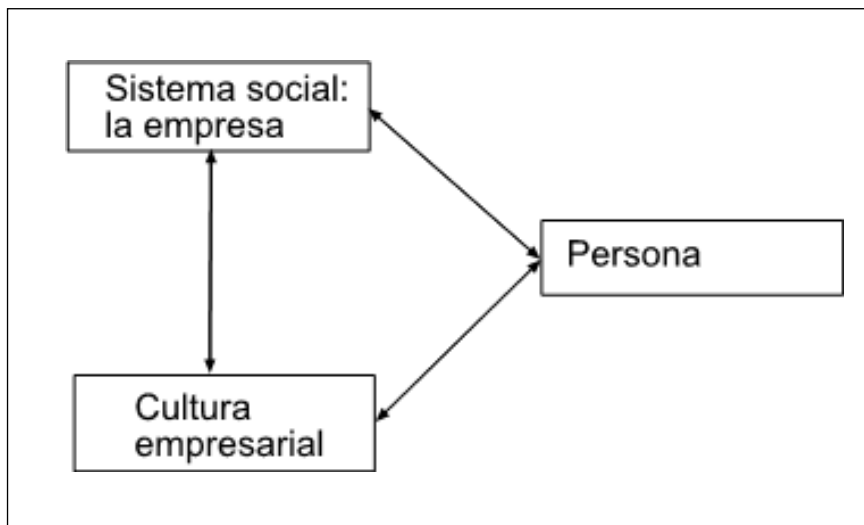 Sistema social:
la empresa
Persona
Cultura
empresarial